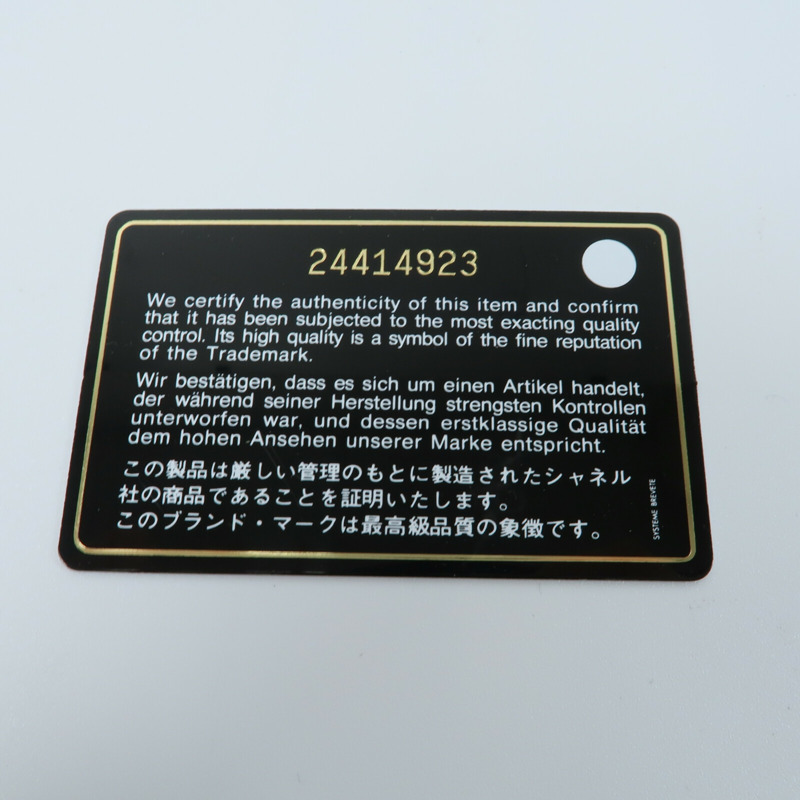 24414923
We certify the authenticity of this item and confirm
that it has been subjected to the most exacting quality
control. Its high quality is a symbol of the fine reputation
of the Trademark.
Wir bestätigen, dass es sich um einen Artikel handelt,
der während seiner Herstellung strengsten Kontrollen
unterworfen war, und dessen erstklassige Qualität
dem hohen Ansehen unserer Marke entspricht.
この製品は厳しい管理のもとに製造されたシャネル
社の商品であることを証明いたします。
このブランド・マークは最高級品質の象徴です。
SYSTEME BREVETE